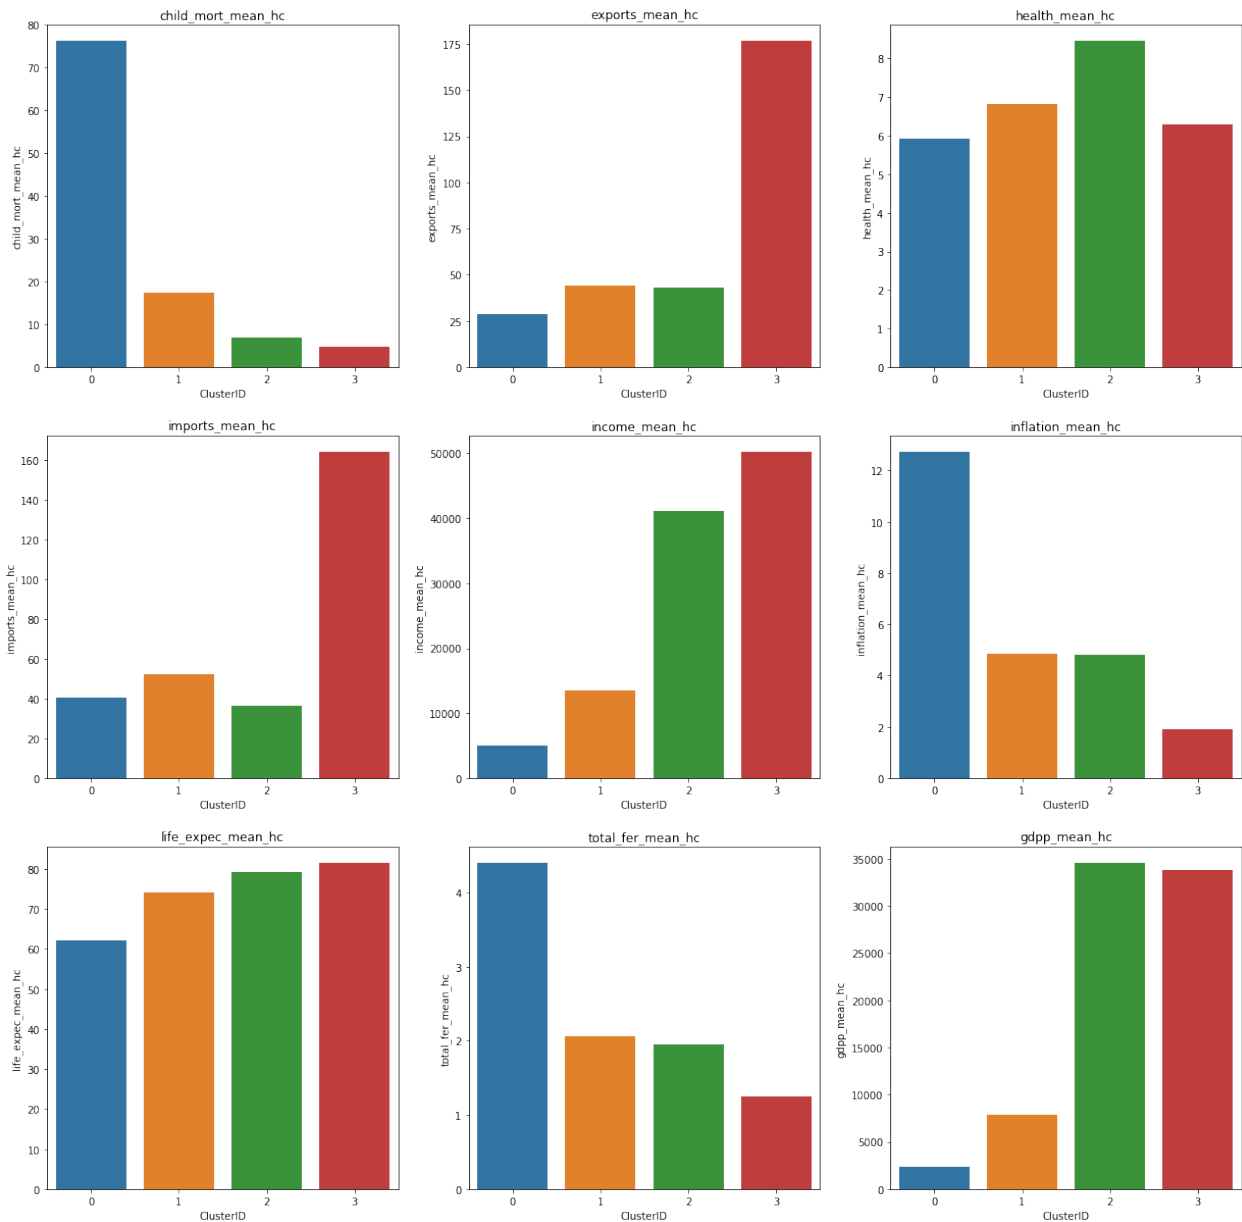 child_mort_mean_hc
child_mort_mean_hc
80
70
60
50
40
30
20
10
0
0 1 2 3
ClusterID
exports_mean_hc
exports_mean_hc
175
150
125
100
75
50
25
0
0 1 2 3
ClusterID
health_mean_hc
health_mean_hc
8
7
6
5
4
3
2
1
0
0 1 2 3
ClusterID
imports_mean_hc
imports_mean_hc
160
140
120
100
80
60
40
20
0
0 1 2 3
ClusterID
income_mean_hc
income_mean_hc
50000
40000
30000
20000
10000
0
0 1 2 3
ClusterID
inflation_mean_hc
inflation_mean_hc
12
10
8
6
4
2
0
0 1 2 3
ClusterID
life_expec_mean_hc
life_expec_mean_hc
80
70
60
50
40
30
20
10
0
0 1 2 3
ClusterID
total_fer_mean_hc
total_fer_mean_hc
4
3
2
1
0
0 1 2 3
ClusterID
gdpp_mean_hc
gdpp_mean_hc
35000
30000
25000
20000
15000
10000
5000
0
0 1 2 3
ClusterID